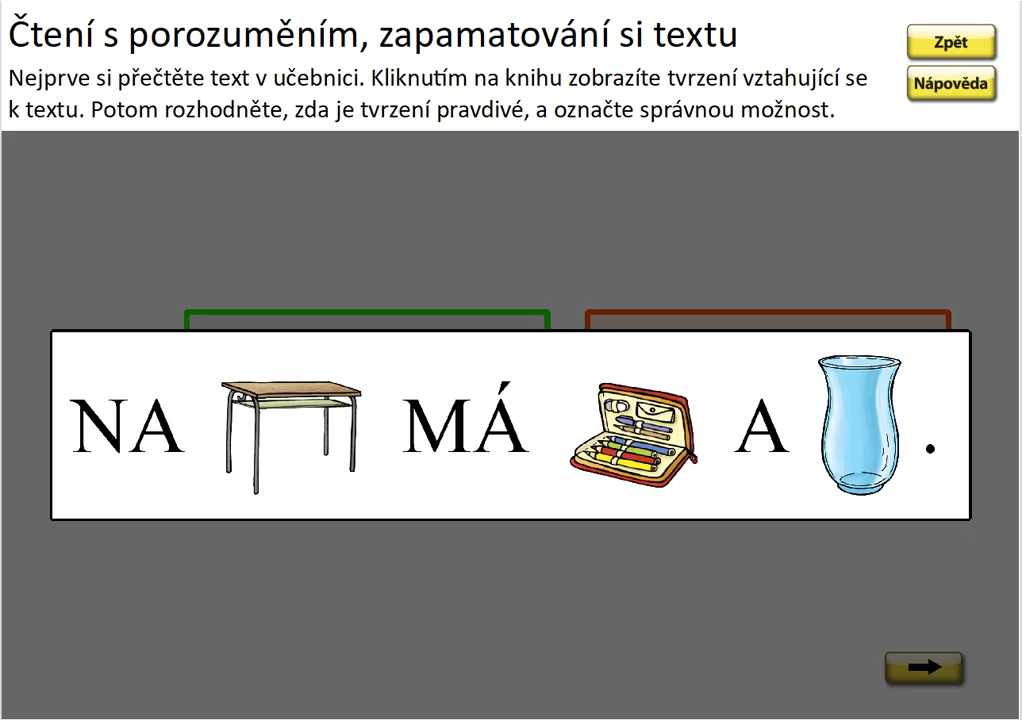 Čtení s porozuměním, zapamatování si textu
Zpět
Nejprve si přečtěte text v učebnici. Kliknutím na knihu zobrazíte tvrzení vztahující se
Nápověda
k textu. Potom rozhodněte, zda je tvrzení pravdivé, a označte správnou možnost.
NA MÁ A .